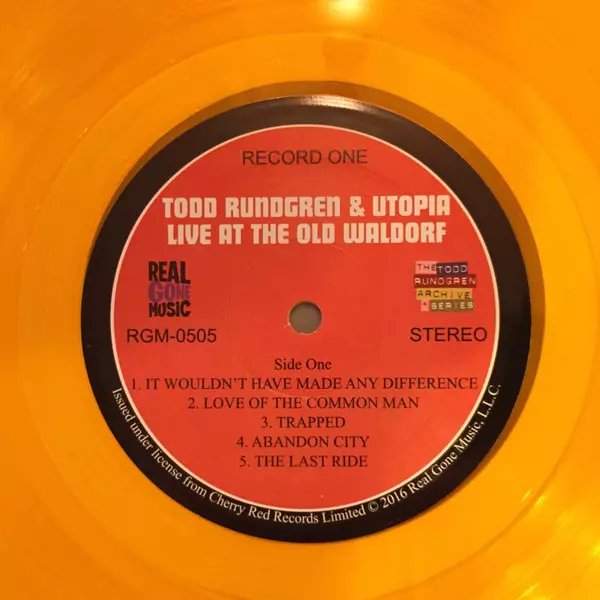 RECORD ONE
TODD RUNDGREN & UTOPIA
LIVE AT THE OLD WALDORF
REAL
GONE
MUSIC
THE TODD
RUNDGREN
ARCHIVE
SERIES
RGM-0505
STEREO
Side One
1. IT WOULDN'T HAVE MADE ANY DIFFERENCE
2. LOVE OF THE COMMON MAN
3. TRAPPED
4. ABANDON CITY
5. THE LAST RIDE
Issued under license from Cherry Red Records Limited © 2016 Real Gone Music, L.L.C.